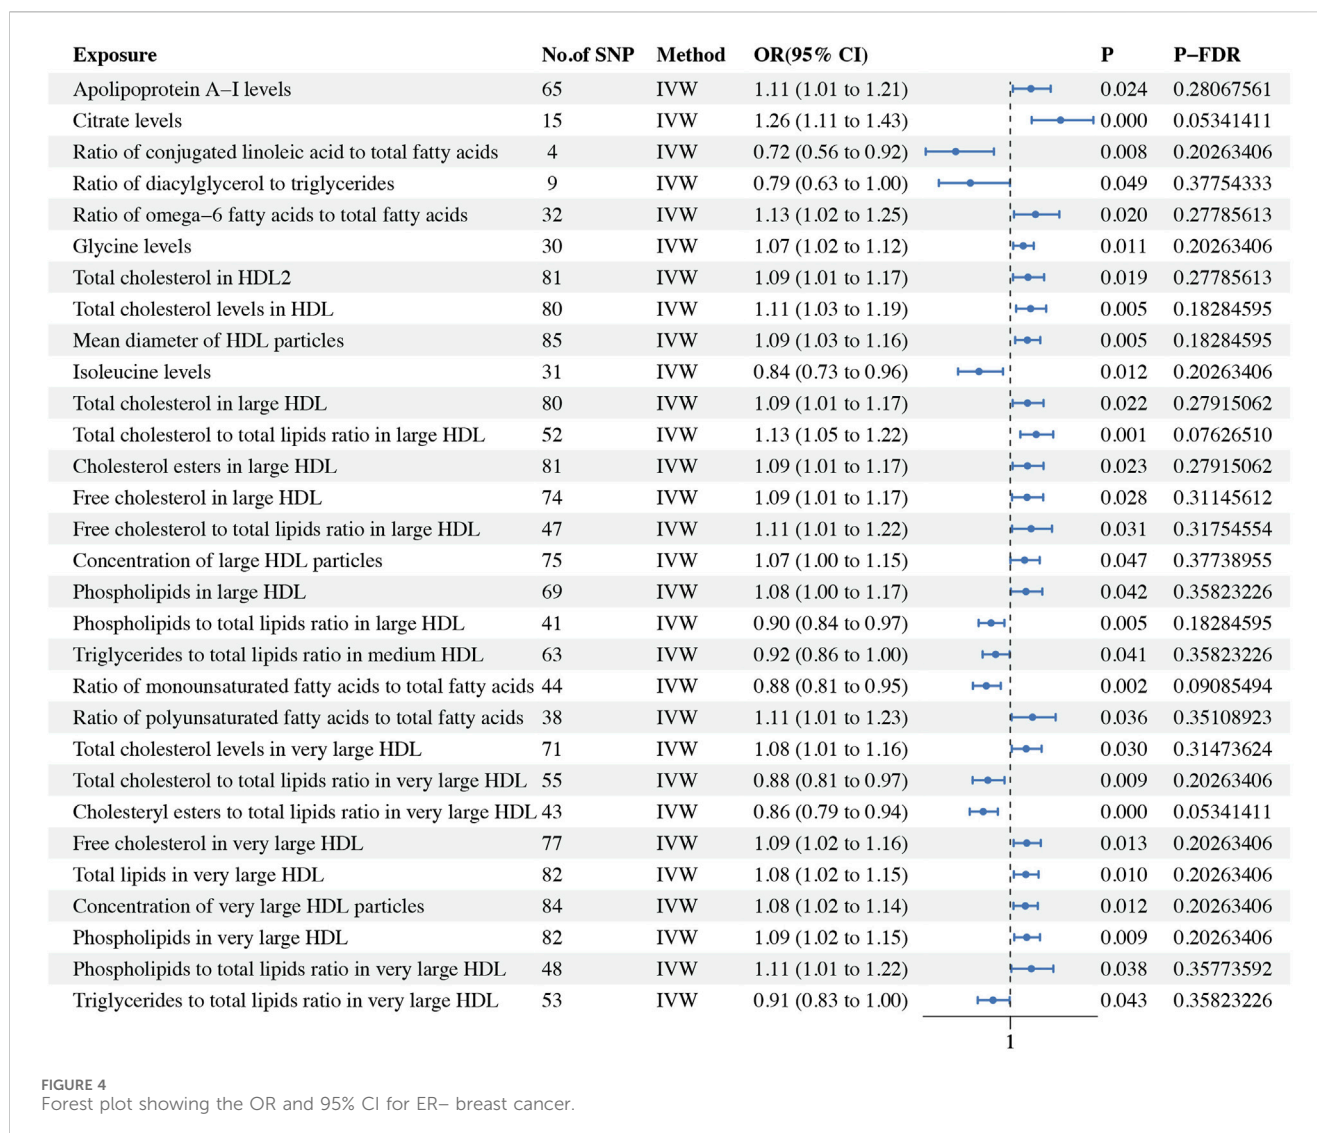 Exposure No.of SNP Method OR(95% CI) P P−FDR
Apolipoprotein A−I levels 65 IVW 1.11 (1.01 to 1.21) 0.024 0.28067561
Citrate levels 15 IVW 1.26 (1.11 to 1.43) 0.000 0.05341411
Ratio of conjugated linoleic acid to total fatty acids 4 IVW 0.72 (0.56 to 0.92) 0.008 0.20263406
Ratio of diacylglycerol to triglycerides 9 IVW 0.79 (0.63 to 1.00) 0.049 0.37754333
Ratio of omega−6 fatty acids to total fatty acids 32 IVW 1.13 (1.02 to 1.25) 0.020 0.27785613
Glycine levels 30 IVW 1.07 (1.02 to 1.12) 0.011 0.20263406
Total cholesterol in HDL2 81 IVW 1.09 (1.01 to 1.17) 0.019 0.27785613
Total cholesterol levels in HDL 80 IVW 1.11 (1.03 to 1.19) 0.005 0.18284595
Mean diameter of HDL particles 85 IVW 1.09 (1.03 to 1.16) 0.005 0.18284595
Isoleucine levels 31 IVW 0.84 (0.73 to 0.96) 0.012 0.20263406
Total cholesterol in large HDL 80 IVW 1.09 (1.01 to 1.17) 0.022 0.27915062
Total cholesterol to total lipids ratio in large HDL 52 IVW 1.13 (1.05 to 1.22) 0.001 0.07626510
Cholesterol esters in large HDL 81 IVW 1.09 (1.01 to 1.17) 0.023 0.27915062
Free cholesterol in large HDL 74 IVW 1.09 (1.01 to 1.17) 0.028 0.31145612
Free cholesterol to total lipids ratio in large HDL 47 IVW 1.11 (1.01 to 1.22) 0.031 0.31754554
Concentration of large HDL particles 75 IVW 1.07 (1.00 to 1.15) 0.047 0.37738955
Phospholipids in large HDL 69 IVW 1.08 (1.00 to 1.17) 0.042 0.35823226
Phospholipids to total lipids ratio in large HDL 41 IVW 0.90 (0.84 to 0.97) 0.005 0.18284595
Triglycerides to total lipids ratio in medium HDL 63 IVW 0.92 (0.86 to 1.00) 0.041 0.35823226
Ratio of monounsaturated fatty acids to total fatty acids 44 IVW 0.88 (0.81 to 0.95) 0.002 0.09085494
Ratio of polyunsaturated fatty acids to total fatty acids 38 IVW 1.11 (1.01 to 1.23) 0.036 0.35108923
Total cholesterol levels in very large HDL 71 IVW 1.08 (1.01 to 1.16) 0.030 0.31473624
Total cholesterol to total lipids ratio in very large HDL 55 IVW 0.88 (0.81 to 0.97) 0.009 0.20263406
Cholesteryl esters to total lipids ratio in very large HDL 43 IVW 0.86 (0.79 to 0.94) 0.000 0.05341411
Free cholesterol in very large HDL 77 IVW 1.09 (1.02 to 1.16) 0.013 0.20263406
Total lipids in very large HDL 82 IVW 1.08 (1.02 to 1.15) 0.010 0.20263406
Concentration of very large HDL particles 84 IVW 1.08 (1.02 to 1.14) 0.012 0.20263406
Phospholipids in very large HDL 82 IVW 1.09 (1.02 to 1.15) 0.009 0.20263406
Phospholipids to total lipids ratio in very large HDL 48 IVW 1.11 (1.01 to 1.22) 0.038 0.35773592
Triglycerides to total lipids ratio in very large HDL 53 IVW 0.91 (0.83 to 1.00) 0.043 0.35823226
1
FIGURE 4
Forest plot showing the OR and 95% CI for ER− breast cancer.